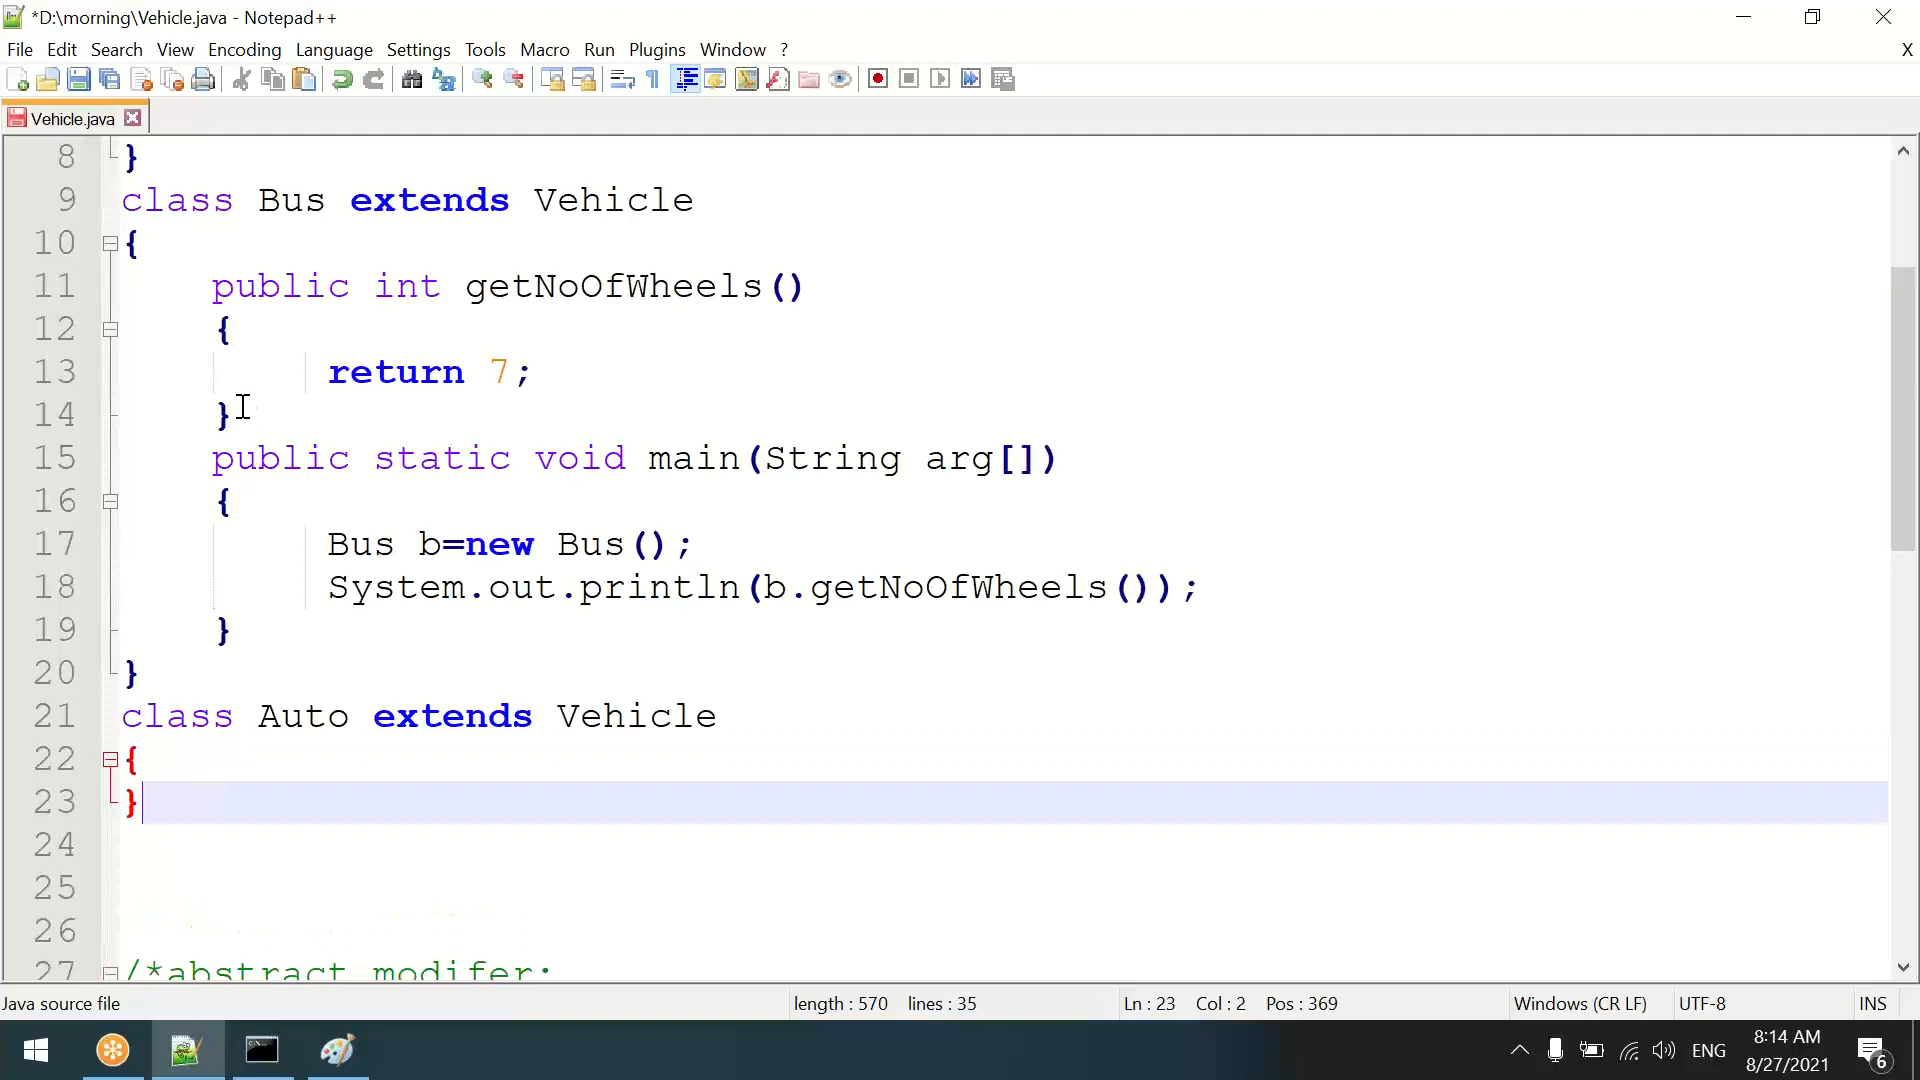 *D:\morning\Vehicle.java - Notepad++
File Edit Search View Encoding Language Settings Tools Macro Run Plugins Window ? X
Vehicle.java
8 }
9 class Bus extends Vehicle
10 {
11 public int getNoOfWheels()
12 {
13 return 7;
14 }
15 public static void main(String arg[])
16 {
17 Bus b=new Bus();
18 System.out.println(b.getNoOfWheels());
19 }
20 }
21 class Auto extends Vehicle
22 {
23 }
24
25
26
27 /*abstract modifer:
Java source file length : 570 lines : 35 Ln : 23 Col : 2 Pos : 369 Windows (CR LF) UTF-8 INS
ENG 8:14 AM
8/27/2021 6